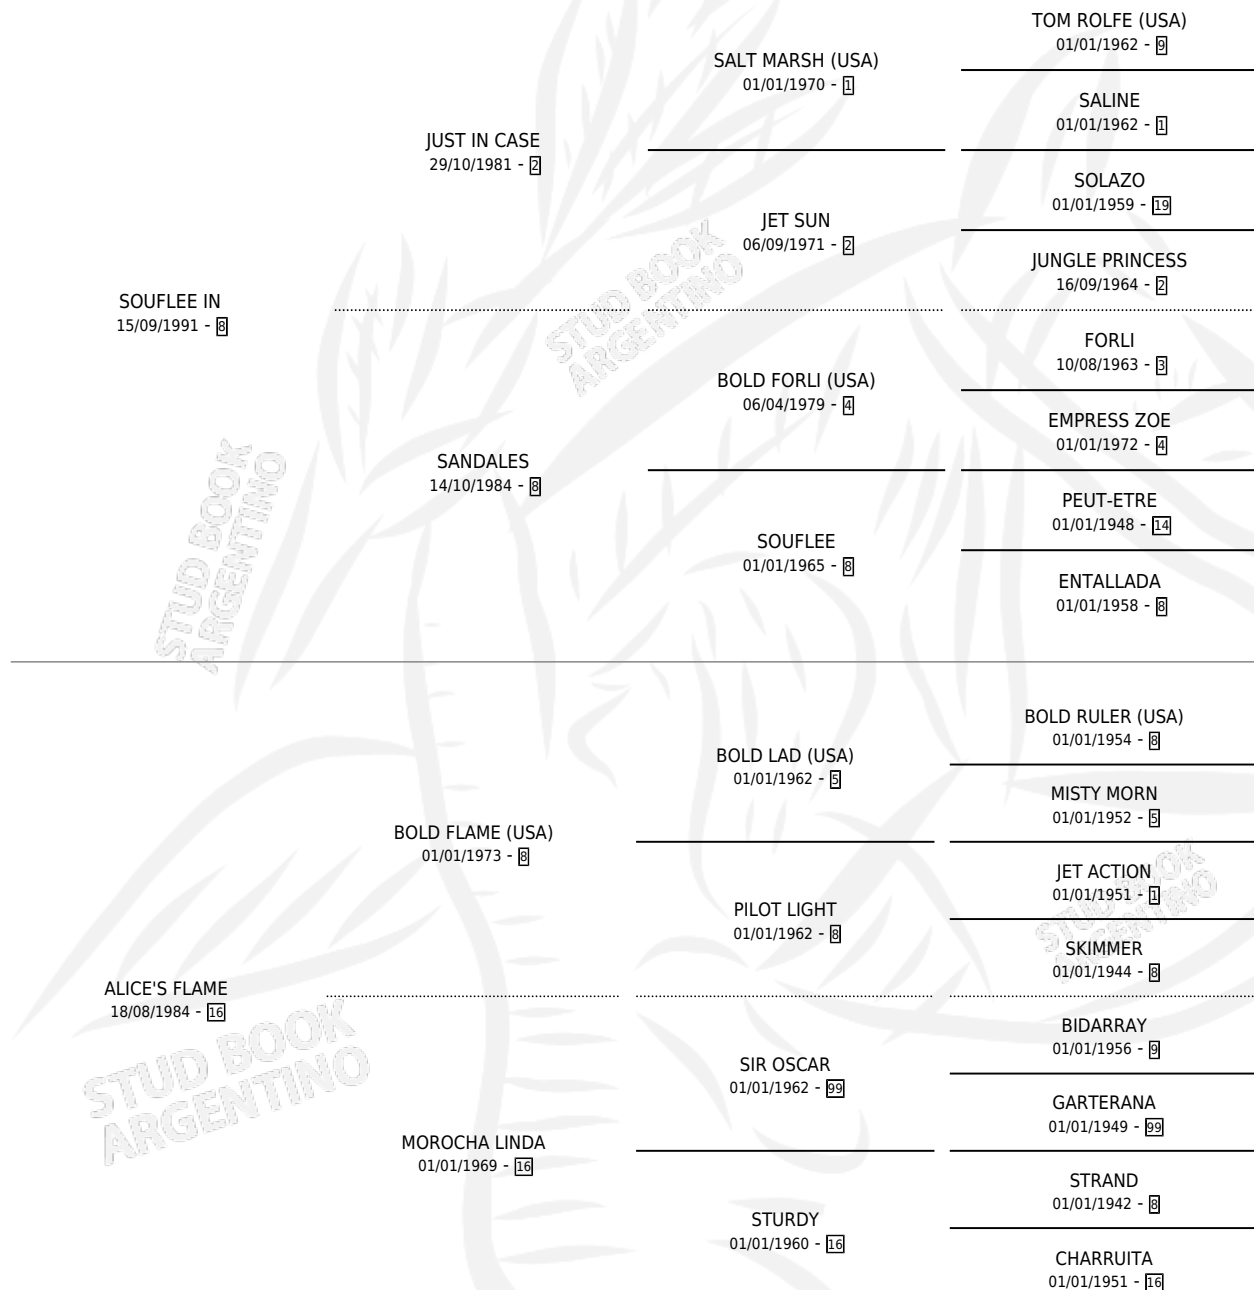 TOM ROLFE (USA)
01/01/1962 - 9
SALT MARSH (USA)
01/01/1970 - 1
SALINE
01/01/1962 - 1
JUST IN CASE
29/10/1981 - 2
SOLAZO
01/01/1959 - 19
JET SUN
06/09/1971 - 2
JUNGLE PRINCESS
16/09/1964 - 2
SOUFLEE IN
15/09/1991 - 8
FORLI
10/08/1963 - 3
BOLD FORLI (USA)
06/04/1979 - 4
EMPRESS ZOE
01/01/1972 - 4
SANDALES
14/10/1984 - 8
PEUT-ETRE
01/01/1948 - 14
SOUFLEE
01/01/1965 - 8
ENTALLADA
01/01/1958 - 8
STUD BOOK
ARGENTINO
STUD BOOK
ARGENTINO
BOLD RULER (USA)
01/01/1954 - 8
BOLD LAD (USA)
01/01/1962 - 5
MISTY MORN
01/01/1952 - 5
BOLD FLAME (USA)
01/01/1973 - 8
JET ACTION
01/01/1951 - 1
PILOT LIGHT
01/01/1962 - 8
SKIMMER
01/01/1944 - 8
STUD BOOK
ARGENTINO
ALICE'S FLAME
18/08/1984 - 16
BIDARRAY
01/01/1956 - 9
SIR OSCAR
01/01/1962 - 99
GARTERANA
01/01/1949 - 99
MOROCHA LINDA
01/01/1969 - 16
STRAND
01/01/1942 - 8
STURDY
01/01/1960 - 16
CHARRUITA
01/01/1951 - 16
STUD BOOK
ARGENTINO